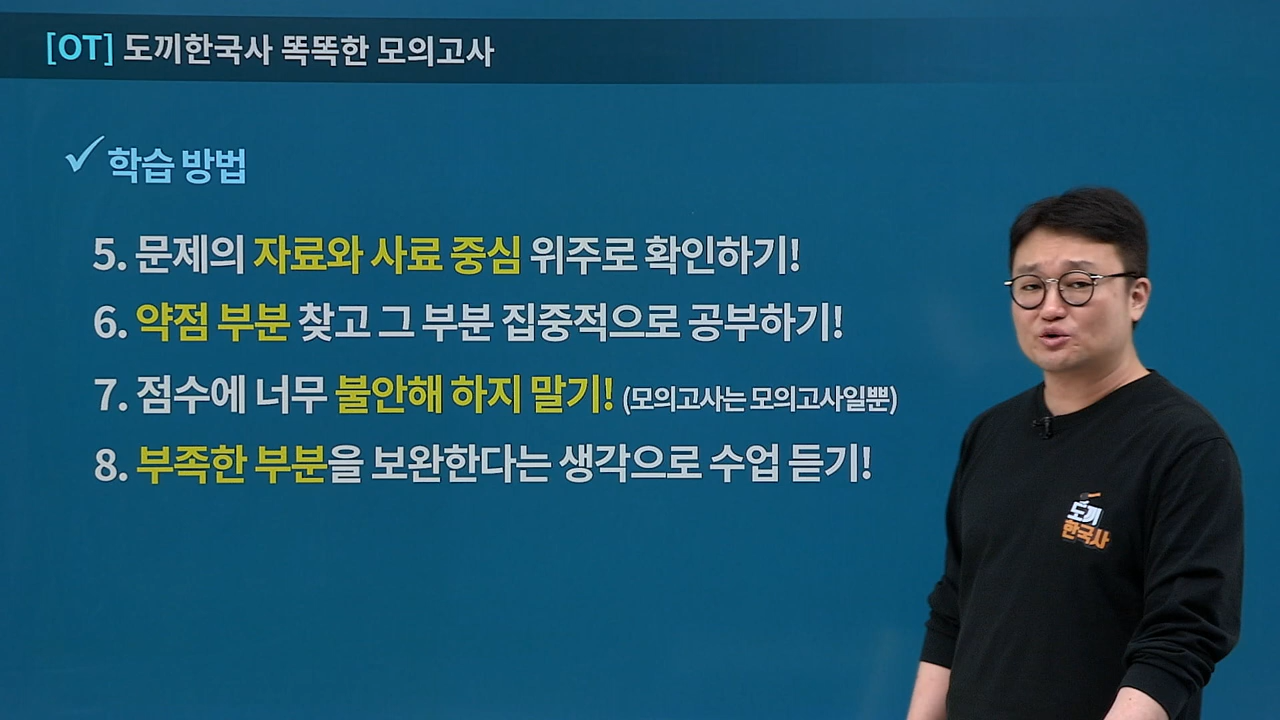 [OT] 도끼한국사 똑똑한 모의고사
학습 방법
5. 문제의 자료와 사료 중심 위주로 확인하기!
6. 약점 부분 찾고 그 부분 집중적으로 공부하기!
7. 점수에 너무 불안해 하지 말기! (모의고사는 모의고사일뿐)
8. 부족한 부분을 보완한다는 생각으로 수업 듣기!
도끼
한국사